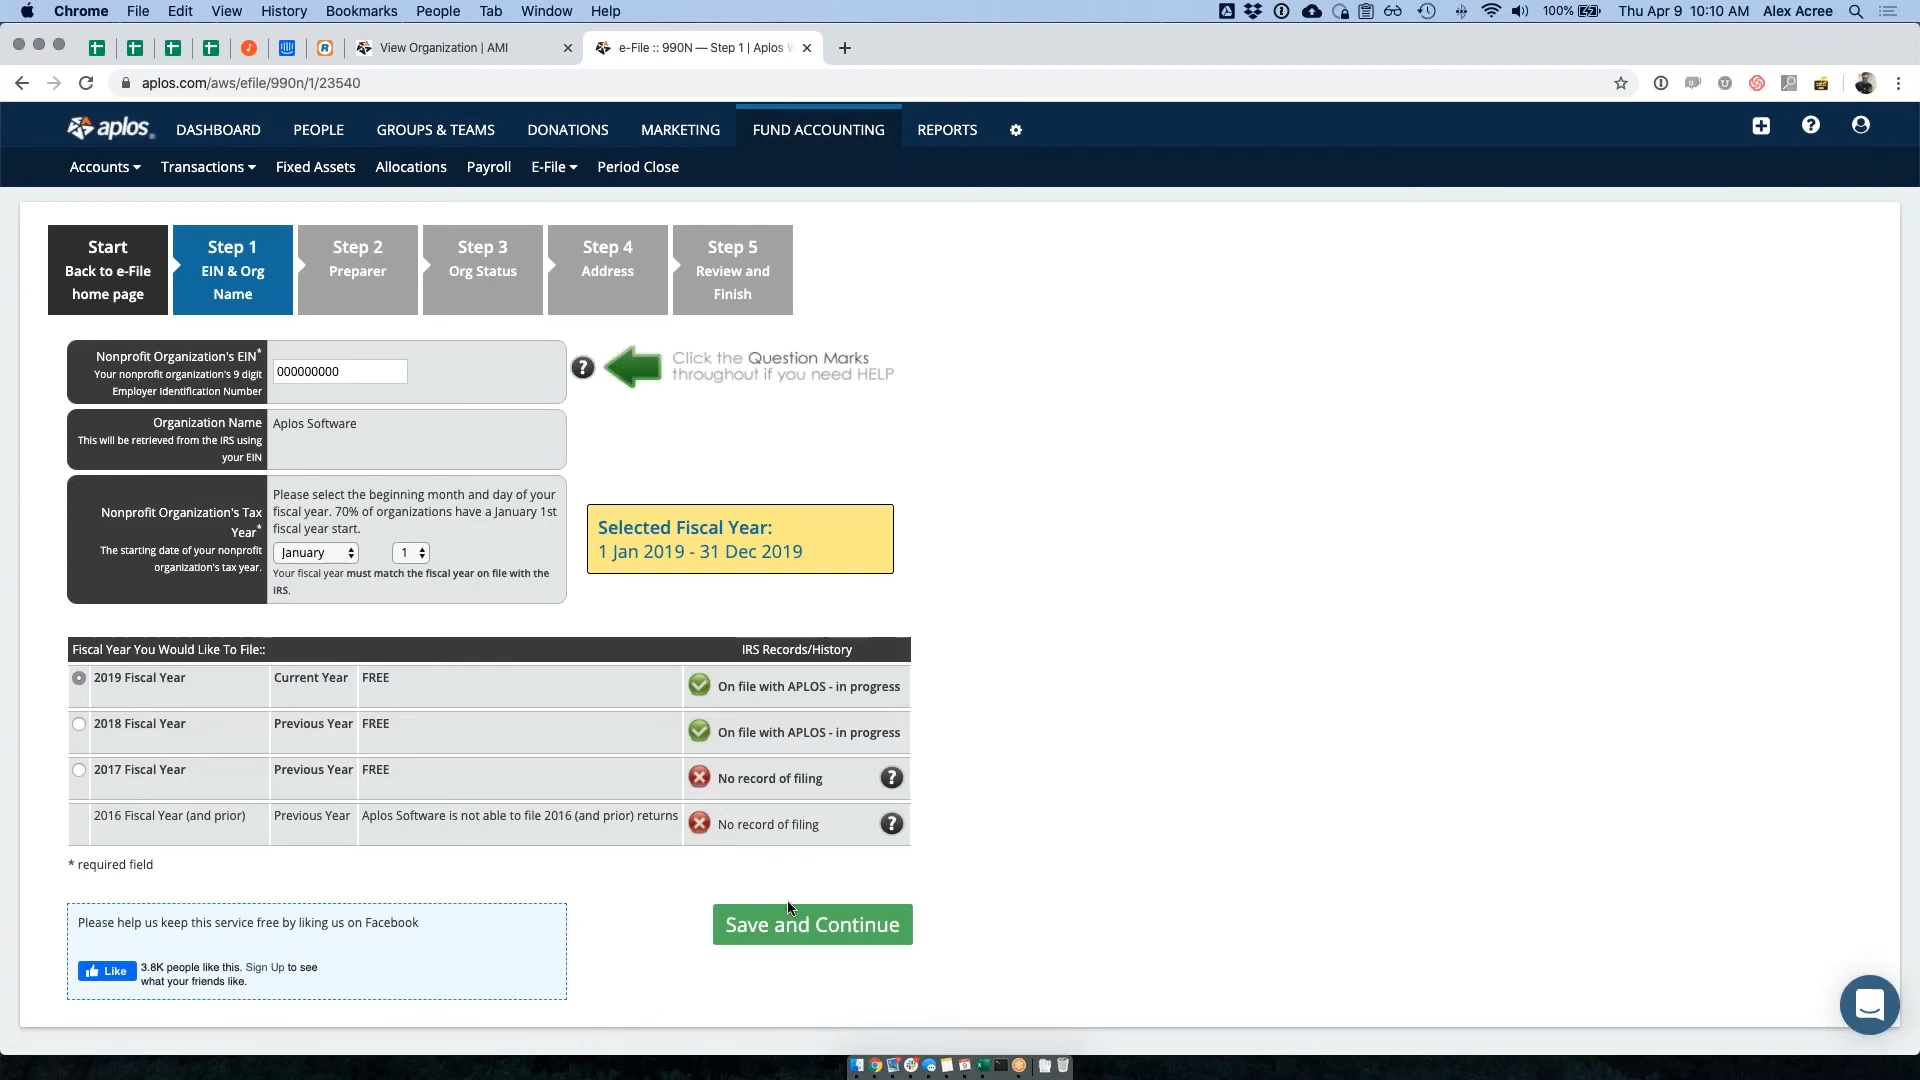 Chrome File Edit View History Bookmarks People Tab Window Help
100% Thu Apr 9 10:10 AM Alex Acree
View Organization | AMI
e-File :: 990N — Step 1 | Aplos
aplos.com/aws/efile/990n/1/23540
aplos DASHBOARD PEOPLE GROUPS & TEAMS DONATIONS MARKETING FUND ACCOUNTING REPORTS
Accounts Transactions Fixed Assets Allocations Payroll E-File Period Close
Start
Back to e-File
home page
Step 1
EIN & Org
Name
Step 2
Preparer
Step 3
Org Status
Step 4
Address
Step 5
Review and
Finish
Nonprofit Organization's EIN*
Your nonprofit organization's 9 digit
Employer Identification Number
000000000
?
Click the Question Marks
throughout if you need HELP
Organization Name
This will be retrieved from the IRS using
your EIN
Aplos Software
Nonprofit Organization's Tax
Year*
The starting date of your nonprofit
organization's tax year.
Please select the beginning month and day of your
fiscal year. 70% of organizations have a January 1st
fiscal year start.
January 1
Your fiscal year must match the fiscal year on file with the
IRS.
Selected Fiscal Year:
1 Jan 2019 - 31 Dec 2019
Fiscal Year You Would Like To File:: IRS Records/History
2019 Fiscal Year Current Year FREE On file with APLOS - in progress
2018 Fiscal Year Previous Year FREE On file with APLOS - in progress
2017 Fiscal Year Previous Year FREE No record of filing ?
2016 Fiscal Year (and prior) Previous Year Aplos Software is not able to file 2016 (and prior) returns No record of filing ?
* required field
Please help us keep this service free by liking us on Facebook
Like
3.8K people like this. Sign Up to see
what your friends like.
Save and Continue